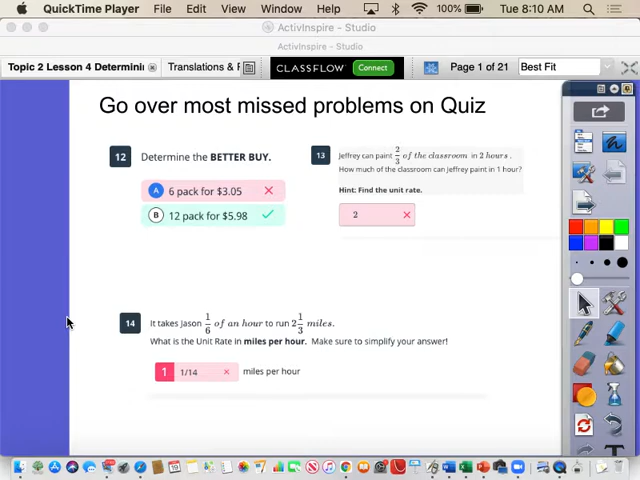 QuickTime Player File Edit View Window Help 100% Tue 8:10 AM
ActivInspire - Studio
ActivInspire - Studio
Topic 2 Lesson 4 Determinin
Translations & F
CLASSFLOW Connect
Page 1 of 21
Best Fit
Go over most missed problems on Quiz
12 Determine the BETTER BUY.
A 6 pack for $3.05
B 12 pack for $5.98
13 Jeffrey can paint 2/3 of the classroom in 2 hours .
How much of the classroom can Jeffrey paint in 1 hour?
Hint: Find the unit rate.
2
14 It takes Jason 1/6 of an hour to run 2 1/3 miles.
What is the Unit Rate in miles per hour. Make sure to simplify your answer!
1 1/14 miles per hour
T